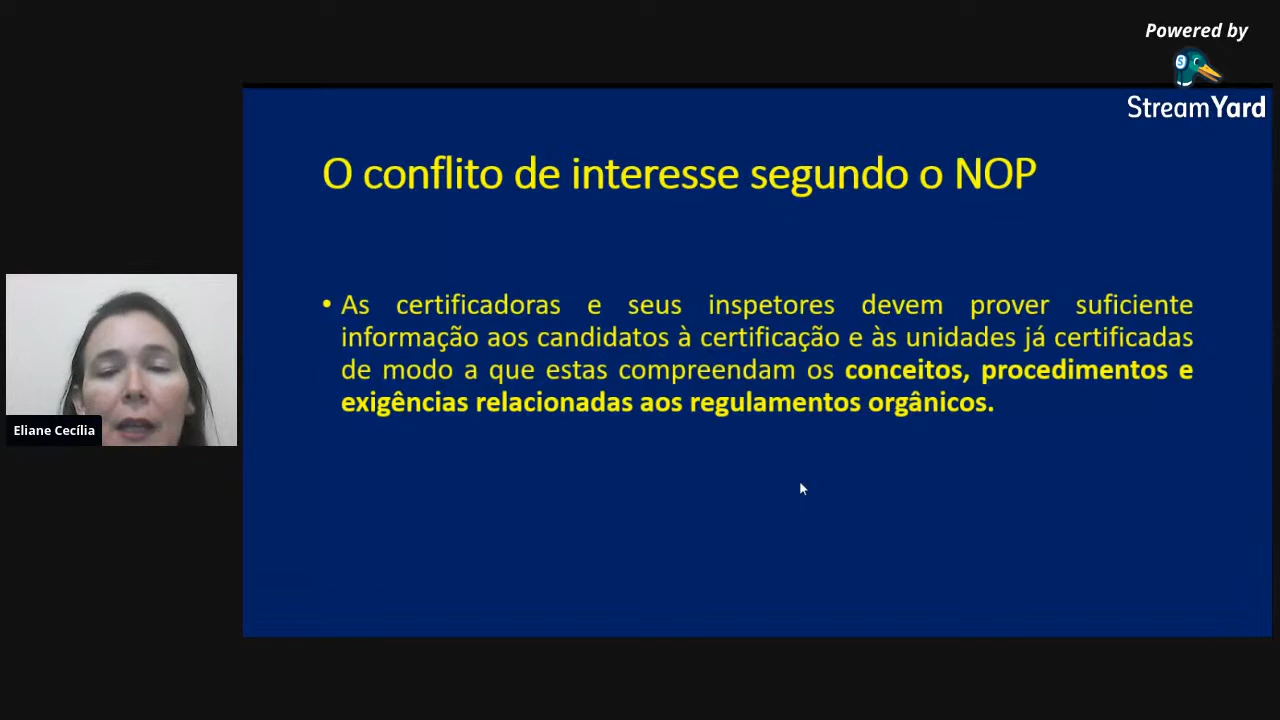 Powered by
StreamYard
O conflito de interesse segundo o NOP
• As certificadoras e seus inspetores devem prover suficiente
informação aos candidatos à certificação e às unidades já certificadas
de modo a que estas compreendam os conceitos, procedimentos e
exigências relacionadas aos regulamentos orgânicos.
Eliane Cecília